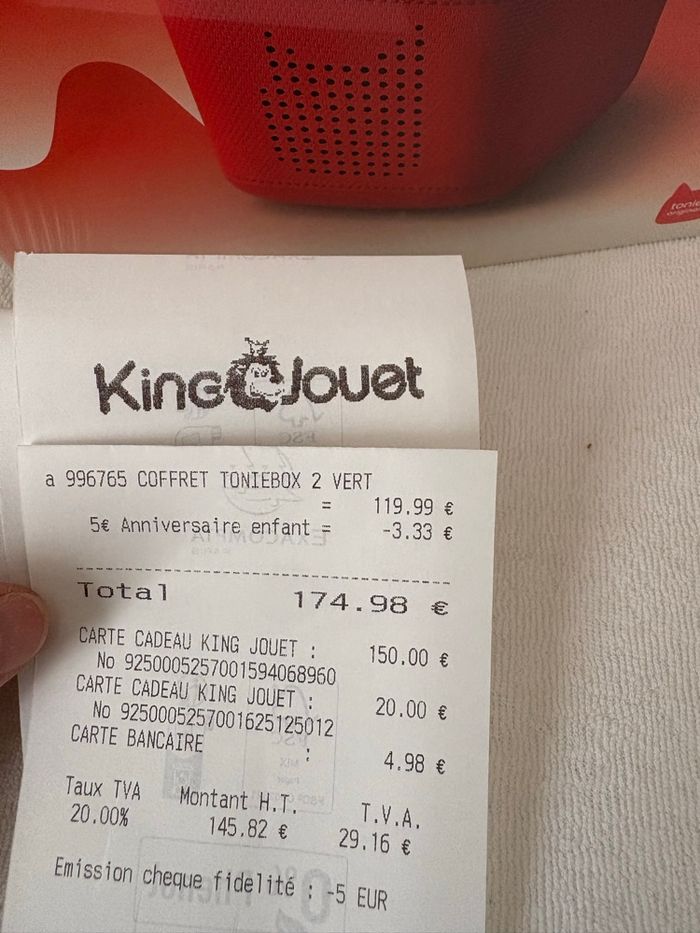 tonie
King Jouet
a 996765 COFFRET TONIEBOX 2 VERT
= 119.99 €
5€ Anniversaire enfant = -3.33 €
Total 174.98 €
CARTE CADEAU KING JOUET : 150.00 €
No 9250005257001594068960
CARTE CADEAU KING JOUET : 20.00 €
No 9250005257001625125012
CARTE BANCAIRE : 4.98 €
Taux TVA Montant H.T. T.V.A.
20.00% 145.82 € 29.16 €
Emission cheque fidelité : -5 EUR